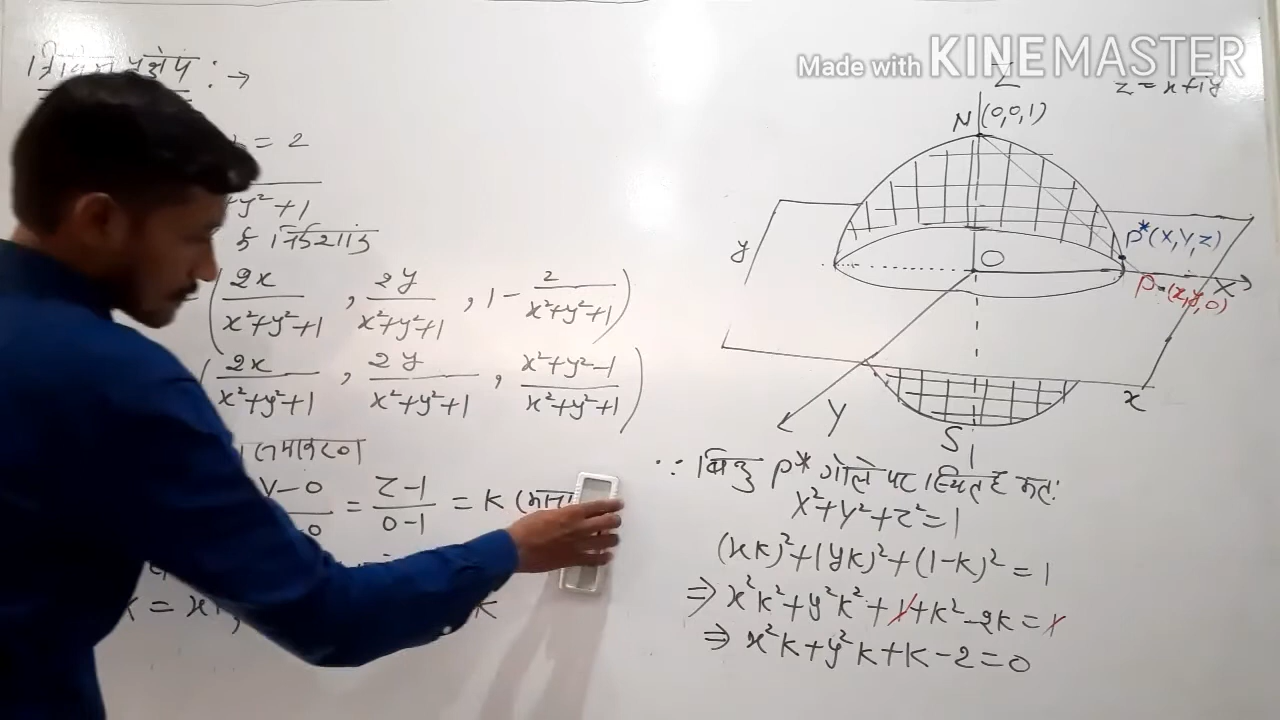 Made with KINEMASTER
त्रिविम प्रक्षेप :→
= 2
+y²+1
के निर्देशांक
(2x/x²+y²+1, 2y/x²+y²+1, 1-2/x²+y²+1)
(2x/x²+y²+1, 2y/x²+y²+1, x²+y²-1/x²+y²+1)
Y-0/-0 = Z-1/0-1 = K (माना
K
Z
z = x+iy
N (0,0,1)
P*(X,Y,Z)
y
O
X
P(x,y,0)
Y
S
x
∵ बिन्दु P* गोले पर स्थित है अतः
X²+Y²+Z²=1
(xK)²+(yK)²+(1-K)²=1
⇒ x²K²+y²K²+1+K²-2K=1
⇒ x²K+y²K+K-2=0